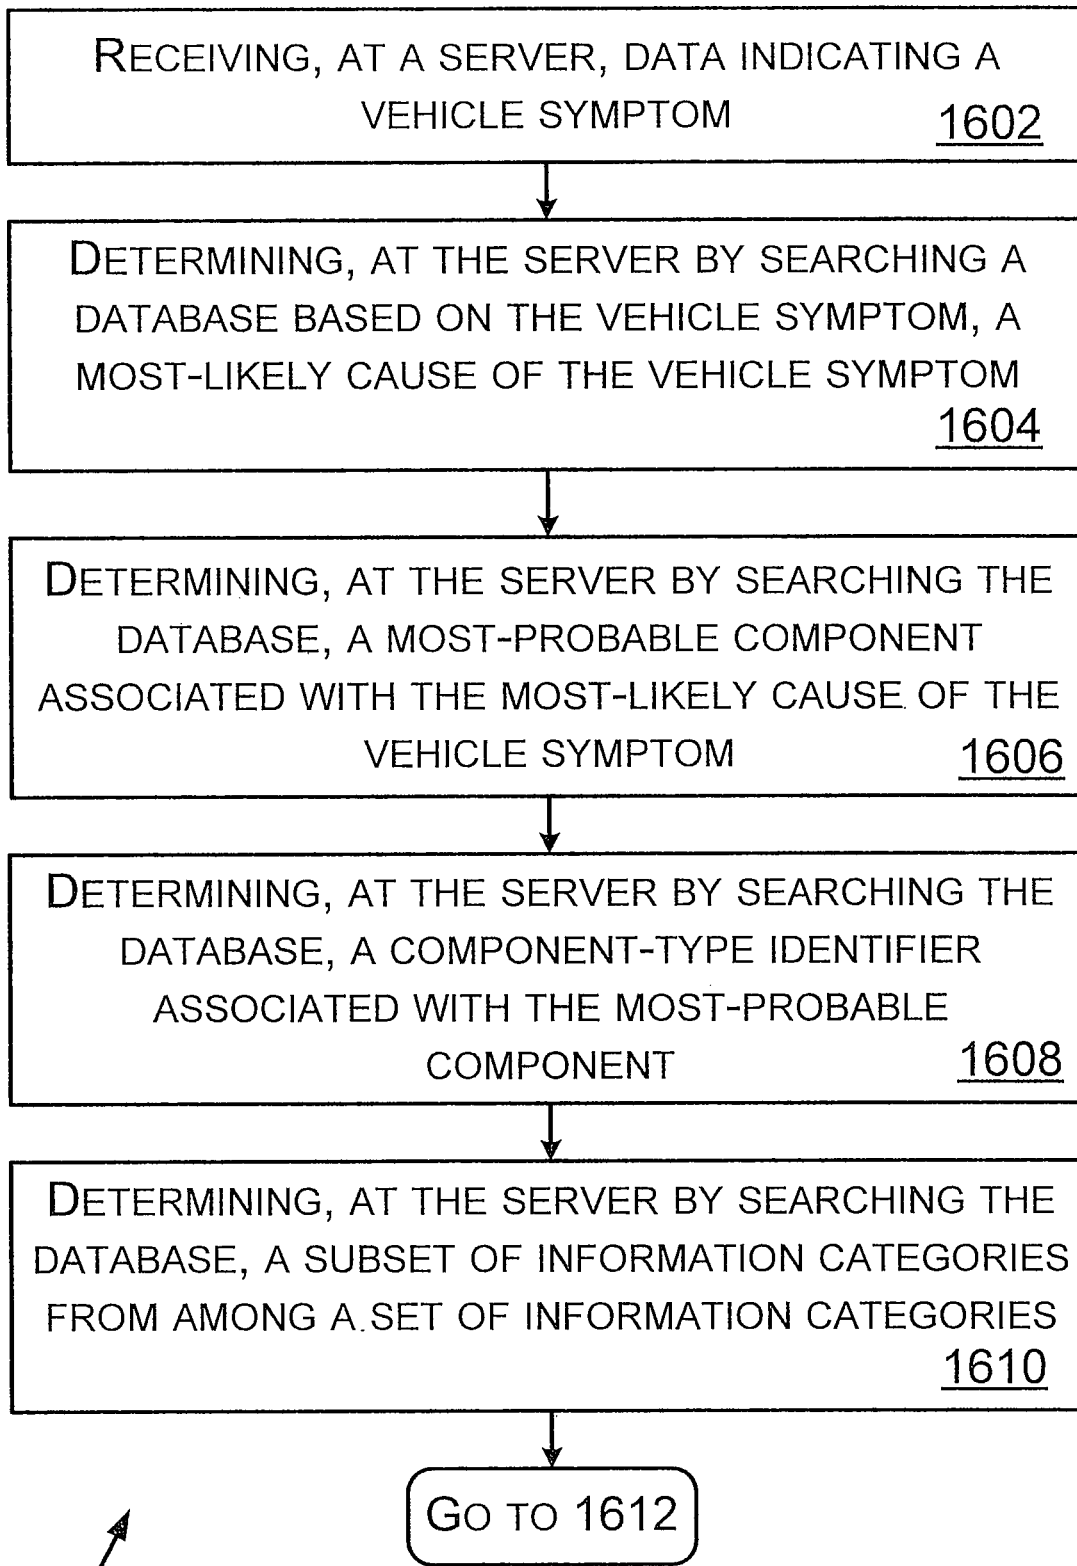 RECEIVING, AT A SERVER, DATA INDICATING A
VEHICLE SYMPTOM
1602
DETERMINING, AT THE SERVER BY SEARCHING A
DATABASE BASED ON THE VEHICLE SYMPTOM, A
MOST-LIKELY CAUSE OF THE VEHICLE SYMPTOM
1604
DETERMINING, AT THE SERVER BY SEARCHING THE
DATABASE, A MOST-PROBABLE COMPONENT
ASSOCIATED WITH THE MOST-LIKELY CAUSE OF THE
VEHICLE SYMPTOM
1606
DETERMINING, AT THE SERVER BY SEARCHING THE
DATABASE, A COMPONENT-TYPE IDENTIFIER
ASSOCIATED WITH THE MOST-PROBABLE
COMPONENT
1608
DETERMINING, AT THE SERVER BY SEARCHING THE
DATABASE, A SUBSET OF INFORMATION CATEGORIES
FROM AMONG A SET OF INFORMATION CATEGORIES
1610
GO TO 1612